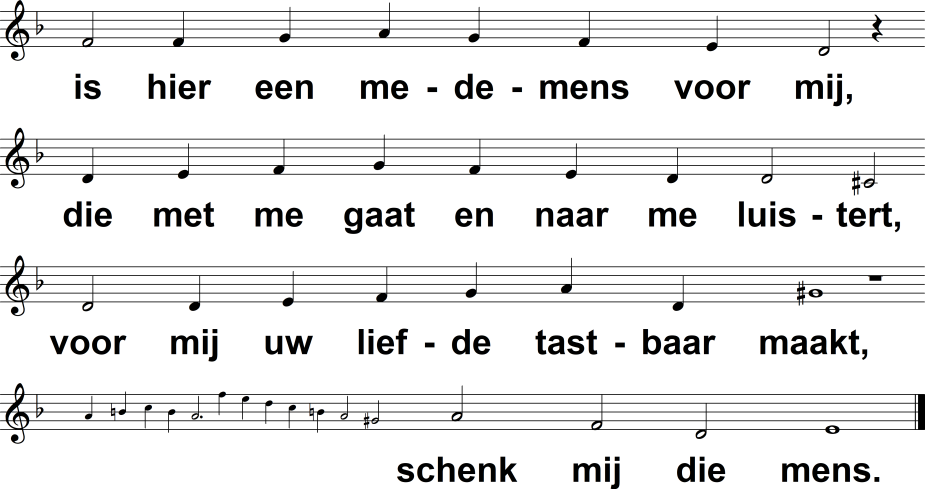 is hier een me - de - mens voor mij,
die met me gaat en naar me luis - tert,
voor mij uw lief - de tast - baar maakt,
schenk mij die mens.